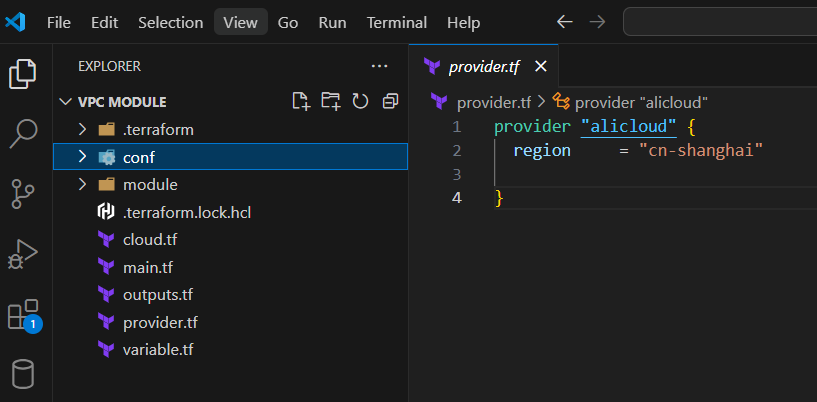 File Edit Selection View Go Run Terminal Help
EXPLORER
VPC MODULE
.terraform
conf
module
.terraform.lock.hcl
cloud.tf
main.tf
outputs.tf
provider.tf
variable.tf
1
provider.tf
provider.tf > provider "alicloud"
1 provider "alicloud" {
2   region     = "cn-shanghai"
3
4 }